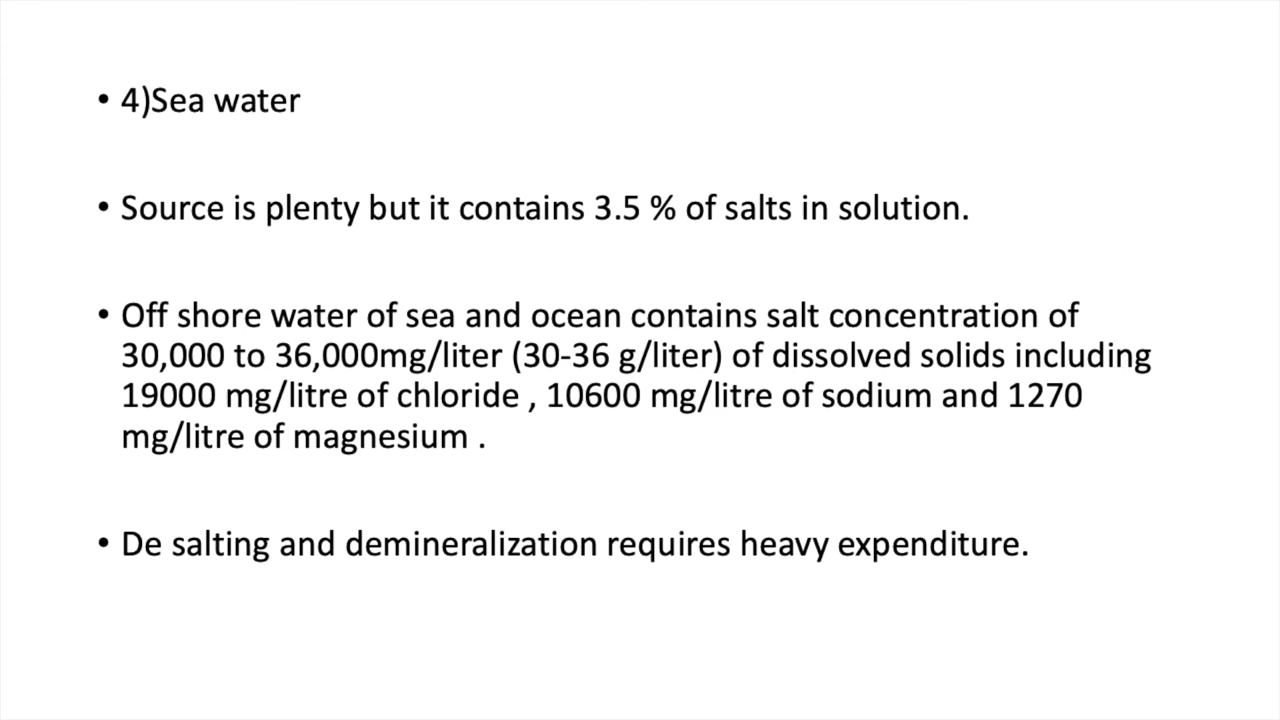 • 4)Sea water
• Source is plenty but it contains 3.5 % of salts in solution.
• Off shore water of sea and ocean contains salt concentration of
30,000 to 36,000mg/liter (30-36 g/liter) of dissolved solids including
19000 mg/litre of chloride , 10600 mg/litre of sodium and 1270
mg/litre of magnesium .
• De salting and demineralization requires heavy expenditure.